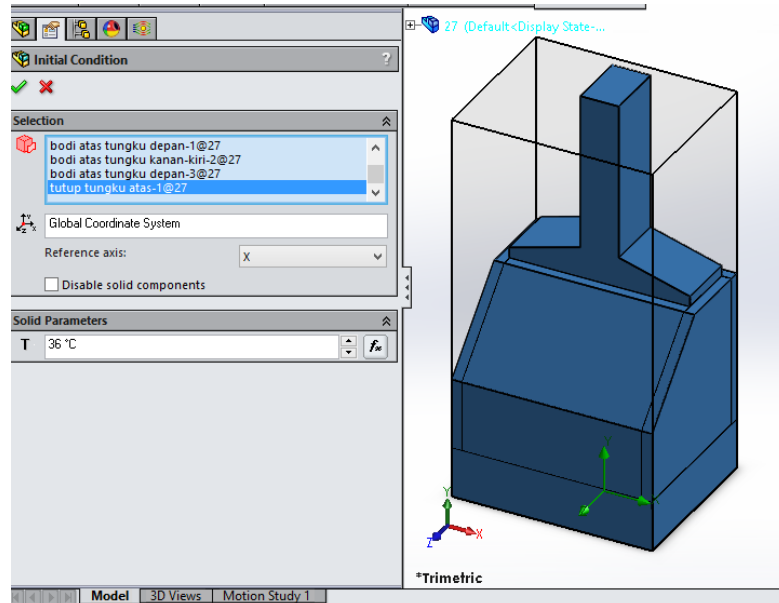 27 (Default<Display State-...
Initial Condition
?
Selection
bodi atas tungku depan-1@27
bodi atas tungku kanan-kiri-2@27
bodi atas tungku depan-3@27
tutup tungku atas-1@27
Global Coordinate System
Reference axis:
X
Disable solid components
Solid Parameters
T
36 °C
fx
Y
X
Z
*Trimetric
Model
3D Views
Motion Study 1